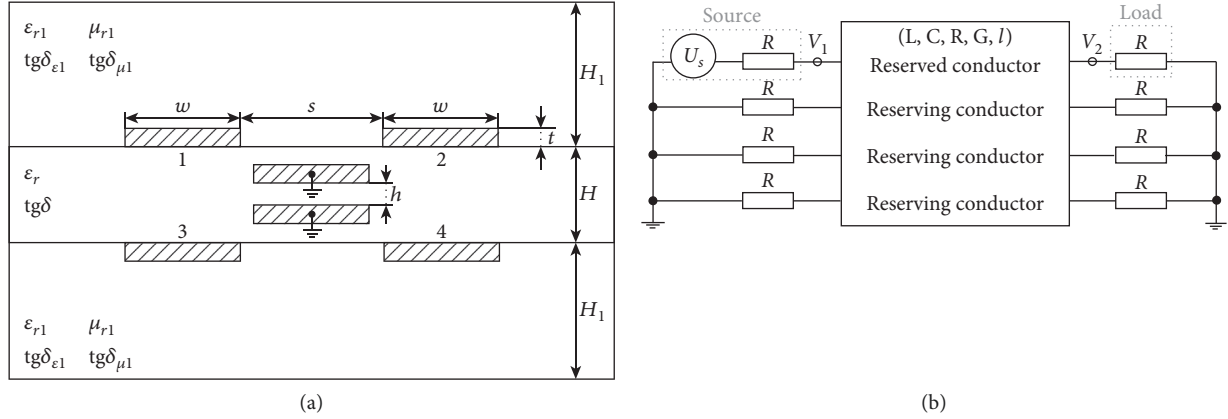 εr1 μr1
tgδε1 tgδμ1
H1
w s w
t
1 2
εr
tgδ
h
H
3 4
εr1 μr1
tgδε1 tgδμ1
H1
(a)
Source
Load
Us R V1
(L, C, R, G, l)
Reserved conductor
V2 R
R Reserving conductor R
R Reserving conductor R
R Reserving conductor R
(b)